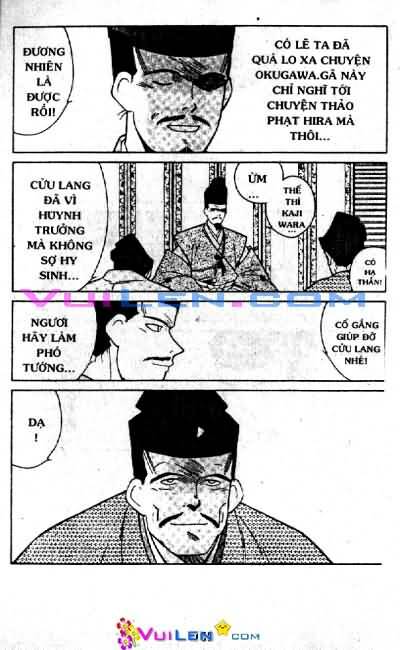 ĐƯƠNG
NHIÊN
LÀ
ĐƯỢC
RỒI!
CÓ LẼ TA ĐÃ
QUÁ LO XA CHUYỆN
OKUGAWA.GÃ NÀY
CHỈ NGHĨ TỚI
CHUYỆN THẢO
PHẠT HIRA MÀ
THÔI...
CỬU LANG
ĐÃ VÌ
HUYNH
TRƯỞNG
MÀ KHÔNG
SỢ HY
SINH...
ỪM
...
THẾ
THÌ
KAJI
WARA...
CÓ
HẠ
THẦN!
VUILEN.COM
NGƯƠI
HÃY LÀM
PHÓ
TƯỚNG...
CỐ GẮNG
GIÚP ĐỠ
CỬU LANG
NHÉ!
DẠ
!
VUILEN